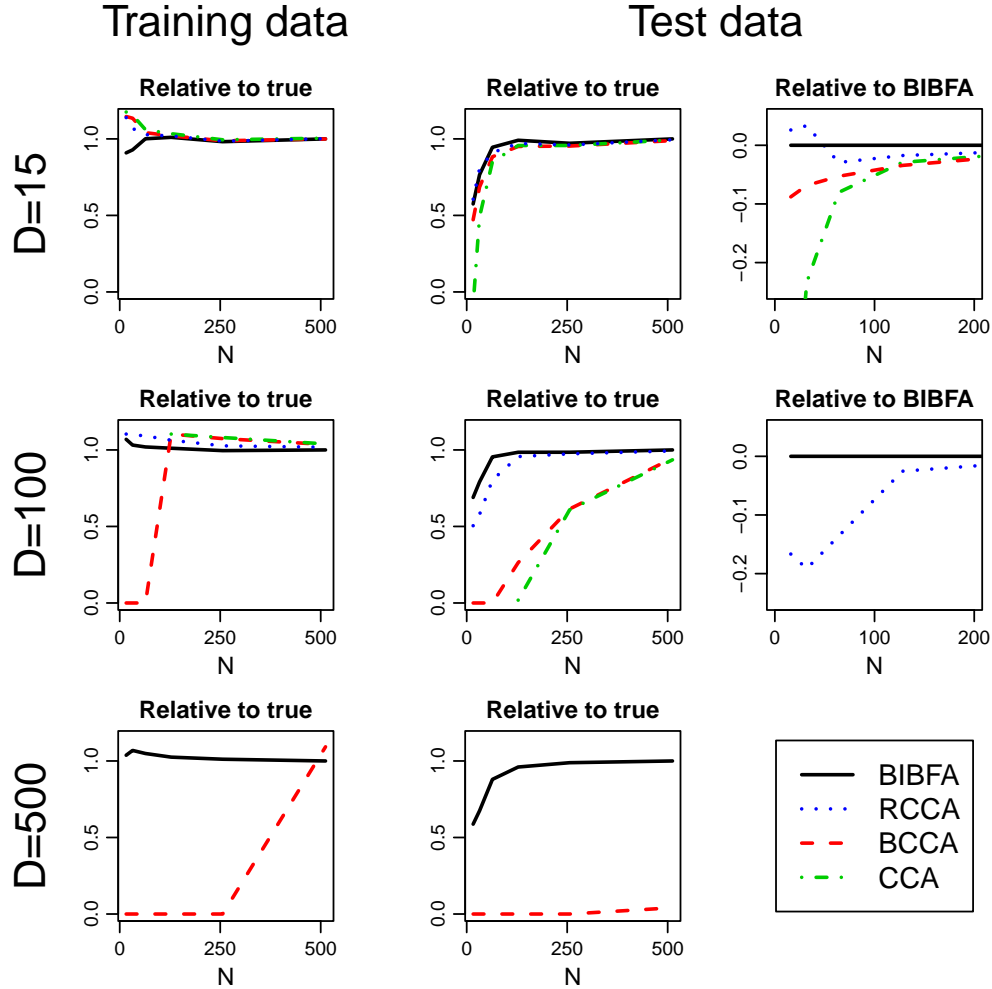 Training data
Test data
D=15
Relative to true
0.0
0.5
1.0
0
250
500
N
Relative to true
0.0
0.5
1.0
0
250
500
N
Relative to BIBFA
0.0
−0.1
−0.2
0
100
200
N
D=100
Relative to true
0.0
0.5
1.0
0
250
500
N
Relative to true
0.0
0.5
1.0
0
250
500
N
Relative to BIBFA
0.0
−0.1
−0.2
0
100
200
N
D=500
Relative to true
0.0
0.5
1.0
0
250
500
N
Relative to true
0.0
0.5
1.0
0
250
500
N
BIBFA
RCCA
BCCA
CCA